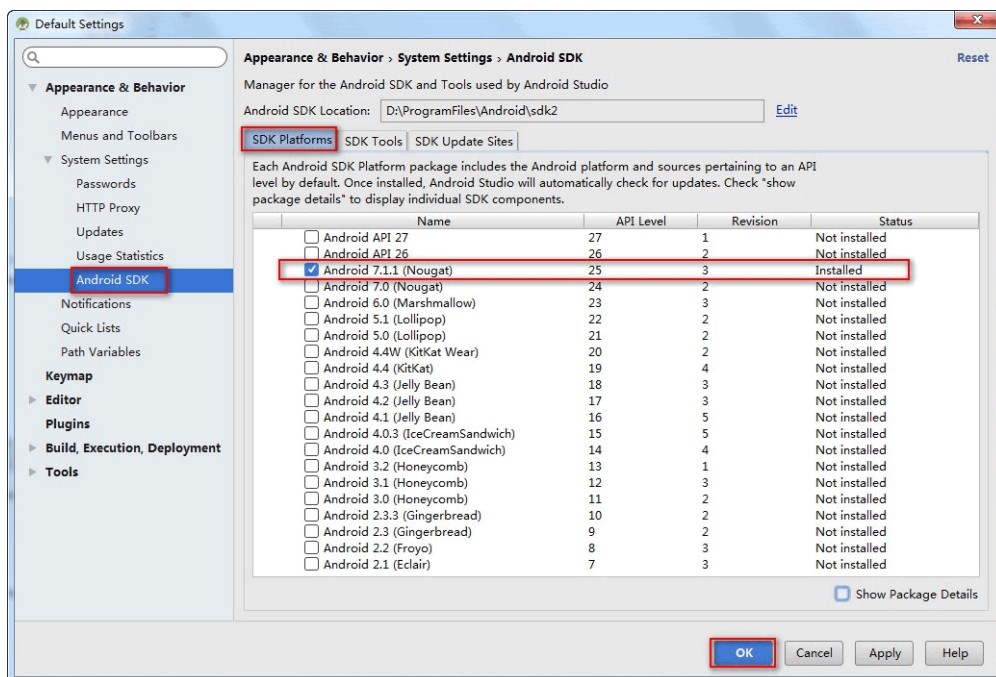 Default Settings
Appearance & Behavior
Appearance
Menus and Toolbars
System Settings
Passwords
HTTP Proxy
Updates
Usage Statistics
Android SDK
Notifications
Quick Lists
Path Variables
Keymap
Editor
Plugins
Build, Execution, Deployment
Tools
Appearance & Behavior › System Settings › Android SDK
Reset
Manager for the Android SDK and Tools used by Android Studio
Android SDK Location: D:\ProgramFiles\Android\sdk2 Edit
SDK Platforms SDK Tools SDK Update Sites
Each Android SDK Platform package includes the Android platform and sources pertaining to an API
level by default. Once installed, Android Studio will automatically check for updates. Check "show
package details" to display individual SDK components.
Name API Level Revision Status
Android API 27 27 1 Not installed
Android API 26 26 2 Not installed
Android 7.1.1 (Nougat) 25 3 Installed
Android 7.0 (Nougat) 24 2 Not installed
Android 6.0 (Marshmallow) 23 3 Not installed
Android 5.1 (Lollipop) 22 2 Not installed
Android 5.0 (Lollipop) 21 2 Not installed
Android 4.4W (KitKat Wear) 20 2 Not installed
Android 4.4 (KitKat) 19 4 Not installed
Android 4.3 (Jelly Bean) 18 3 Not installed
Android 4.2 (Jelly Bean) 17 3 Not installed
Android 4.1 (Jelly Bean) 16 5 Not installed
Android 4.0.3 (IceCreamSandwich) 15 5 Not installed
Android 4.0 (IceCreamSandwich) 14 4 Not installed
Android 3.2 (Honeycomb) 13 1 Not installed
Android 3.1 (Honeycomb) 12 3 Not installed
Android 3.0 (Honeycomb) 11 2 Not installed
Android 2.3.3 (Gingerbread) 10 2 Not installed
Android 2.3 (Gingerbread) 9 2 Not installed
Android 2.2 (Froyo) 8 3 Not installed
Android 2.1 (Eclair) 7 3 Not installed
Show Package Details
OK Cancel Apply Help